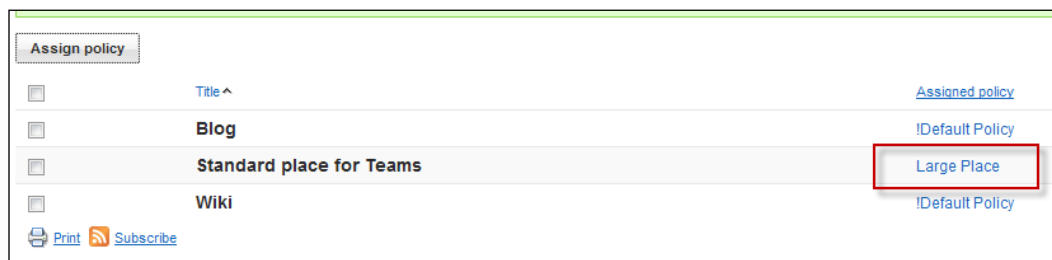 Assign policy
Title Assigned policy
Blog !Default Policy
Standard place for Teams Large Place
Wiki !Default Policy
Print Subscribe